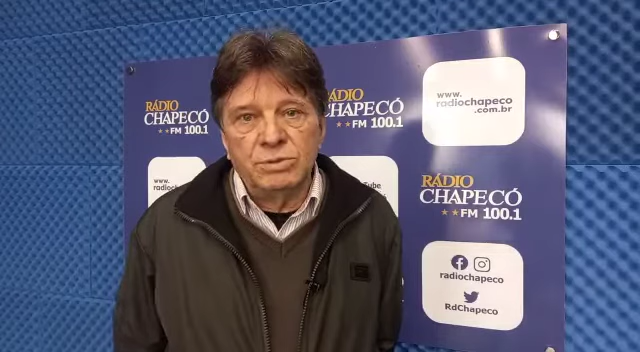 RÁDIO
CHAPECÓ
★★FM 100.1
RÁDIO
CHAPECÓ
★★FM 100.1
www.
radiochapeco
.com.br
www.
RÁDIO
CHAPECÓ
★★FM 100.1
radiochapeco
RdChapeco